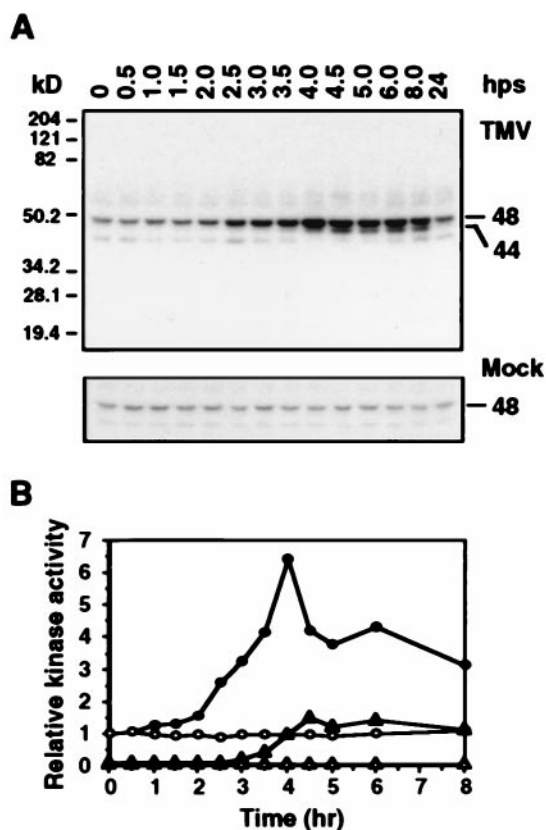 A
kD 0 0.5 1.0 1.5 2.0 2.5 3.0 3.5 4.0 4.5 5.0 6.0 8.0 24 hps
204 –
121 –
82 –
50.2 –
34.2 –
28.1 –
19.4 –
TMV
48
44
Mock
48
B
Relative kinase activity
7
6
5
4
3
2
1
0
0 1 2 3 4 5 6 7 8
Time (hr)